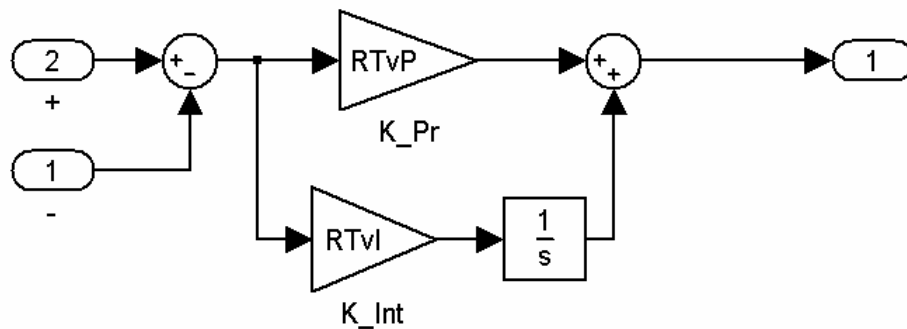 2
+
1
-
+
-
RTvP
K_Pr
RTvI
K_Int
1
s
+
+
1